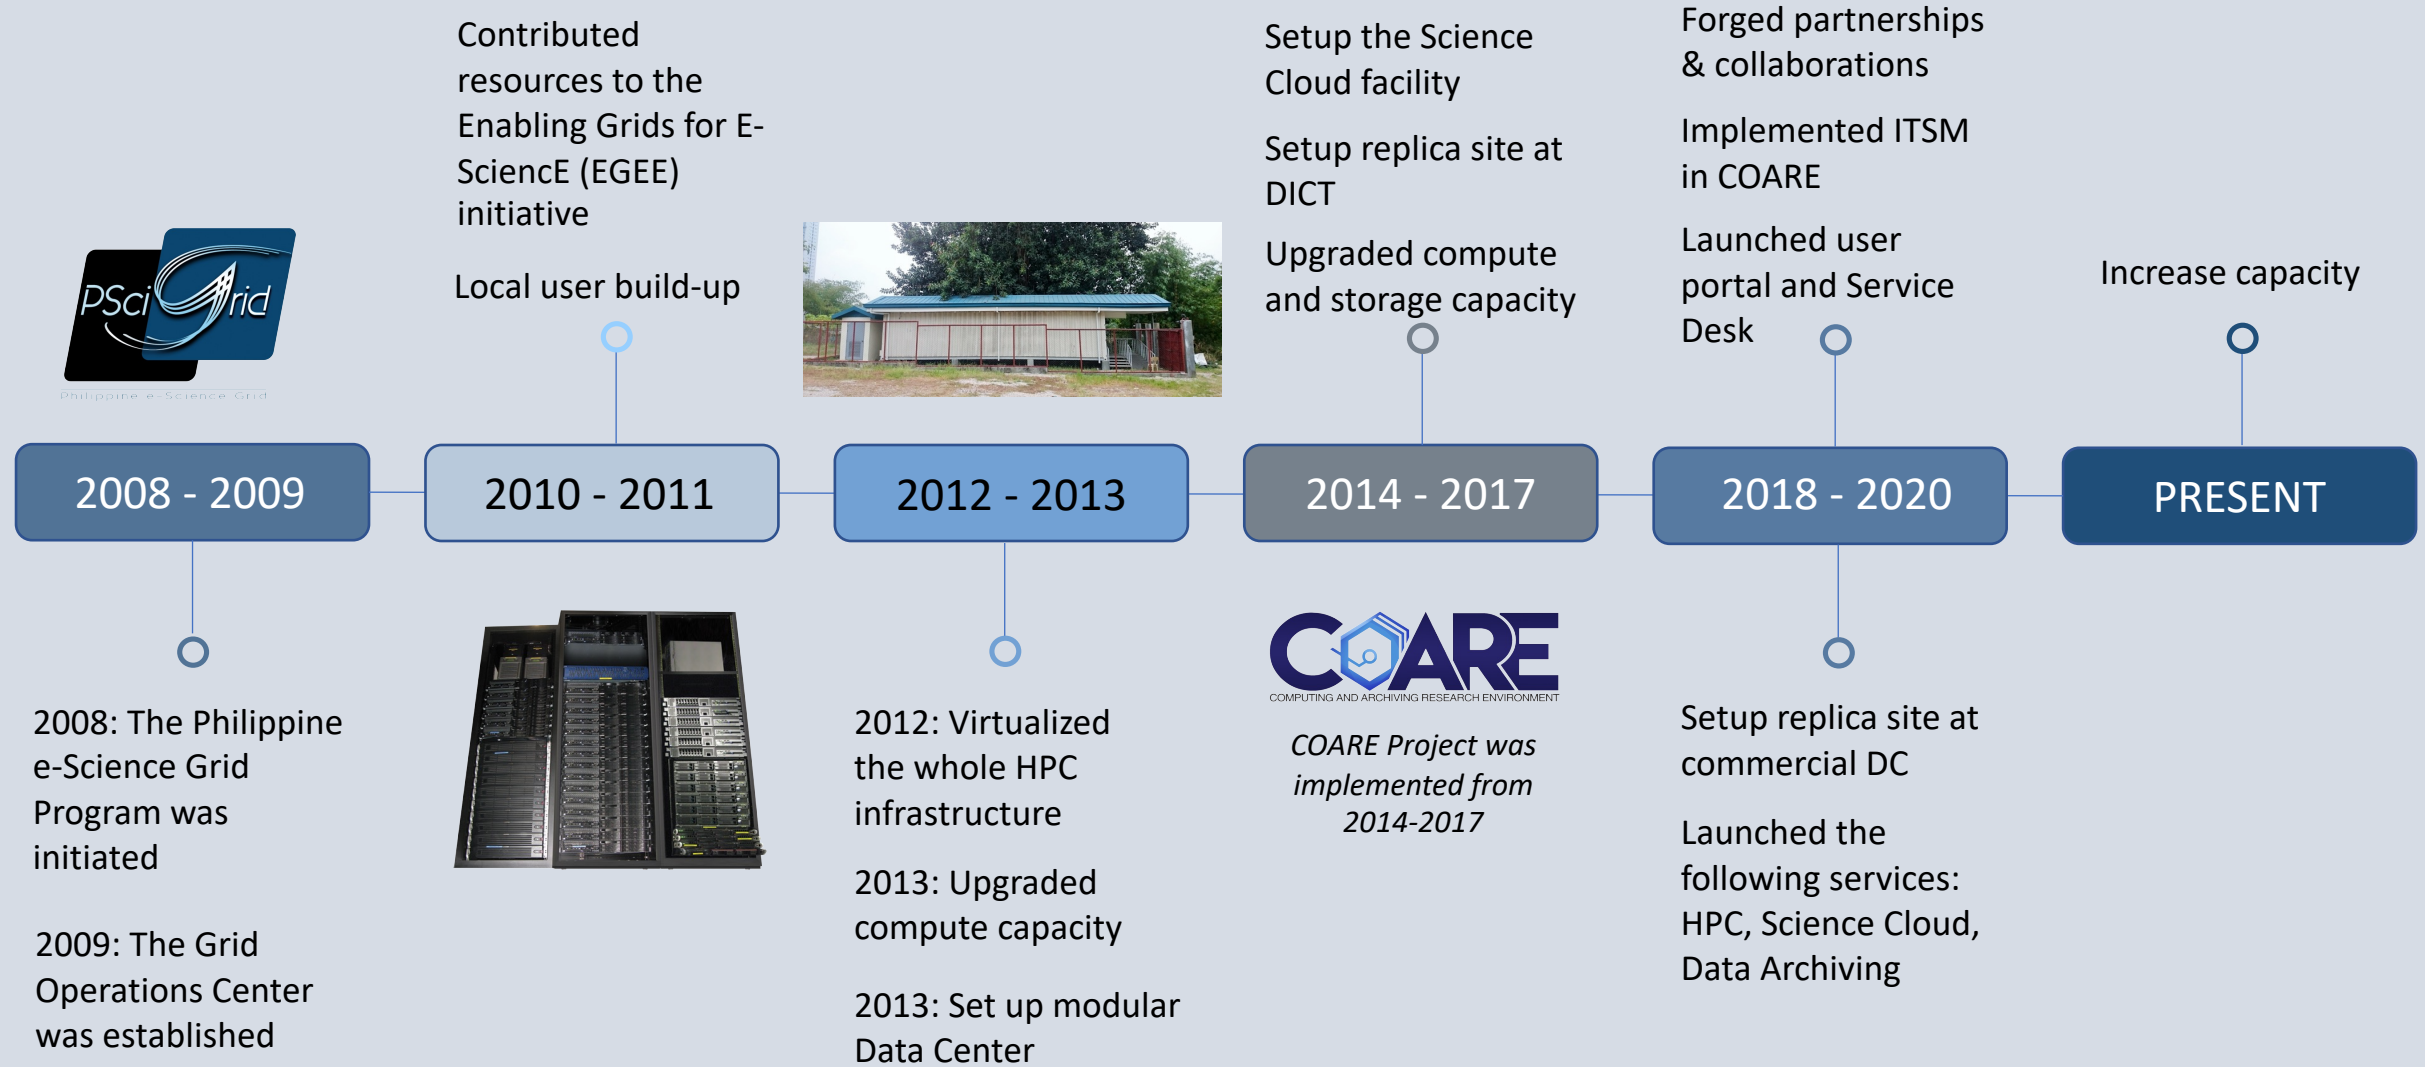 PSciGrid
Philippine e-Science Grid
2008 - 2009
2008: The Philippine
e-Science Grid
Program was
initiated
2009: The Grid
Operations Center
was established
Contributed
resources to the
Enabling Grids for E-
SciencE (EGEE)
initiative
Local user build-up
2010 - 2011
2012 - 2013
2012: Virtualized
the whole HPC
infrastructure
2013: Upgraded
compute capacity
2013: Set up modular
Data Center
Setup the Science
Cloud facility
Setup replica site at
DICT
Upgraded compute
and storage capacity
2014 - 2017
COARE
COMPUTING AND ARCHIVING RESEARCH ENVIRONMENT
COARE Project was
implemented from
2014-2017
Forged partnerships
& collaborations
Implemented ITSM
in COARE
Launched user
portal and Service
Desk
2018 - 2020
Setup replica site at
commercial DC
Launched the
following services:
HPC, Science Cloud,
Data Archiving
Increase capacity
PRESENT